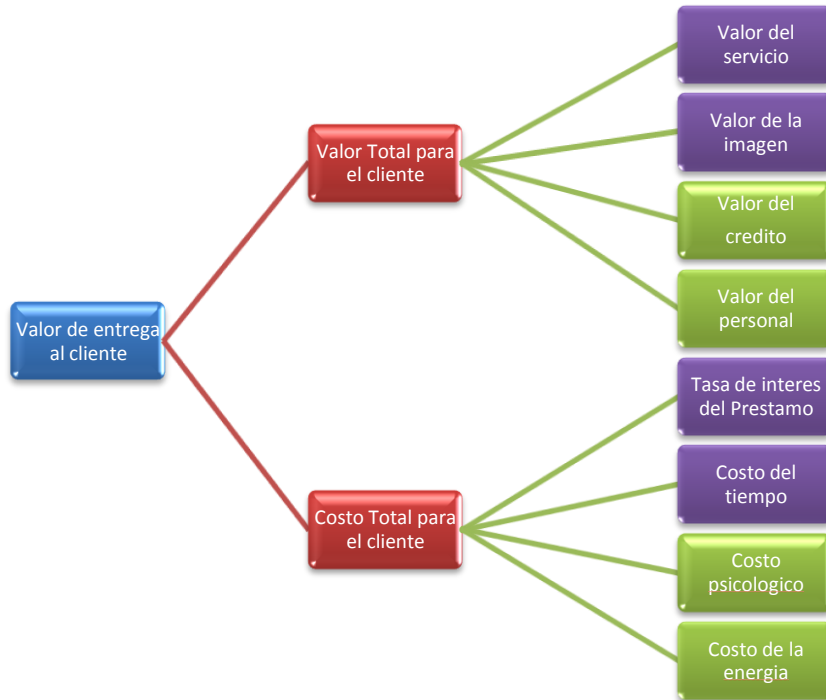 Valor de entrega
al cliente
Valor Total para
el cliente
Valor del
servicio
Valor de la
imagen
Valor del
credito
Valor del
personal
Costo Total para
el cliente
Tasa de interes
del Prestamo
Costo del
tiempo
Costo
psicologico
Costo de la
energia